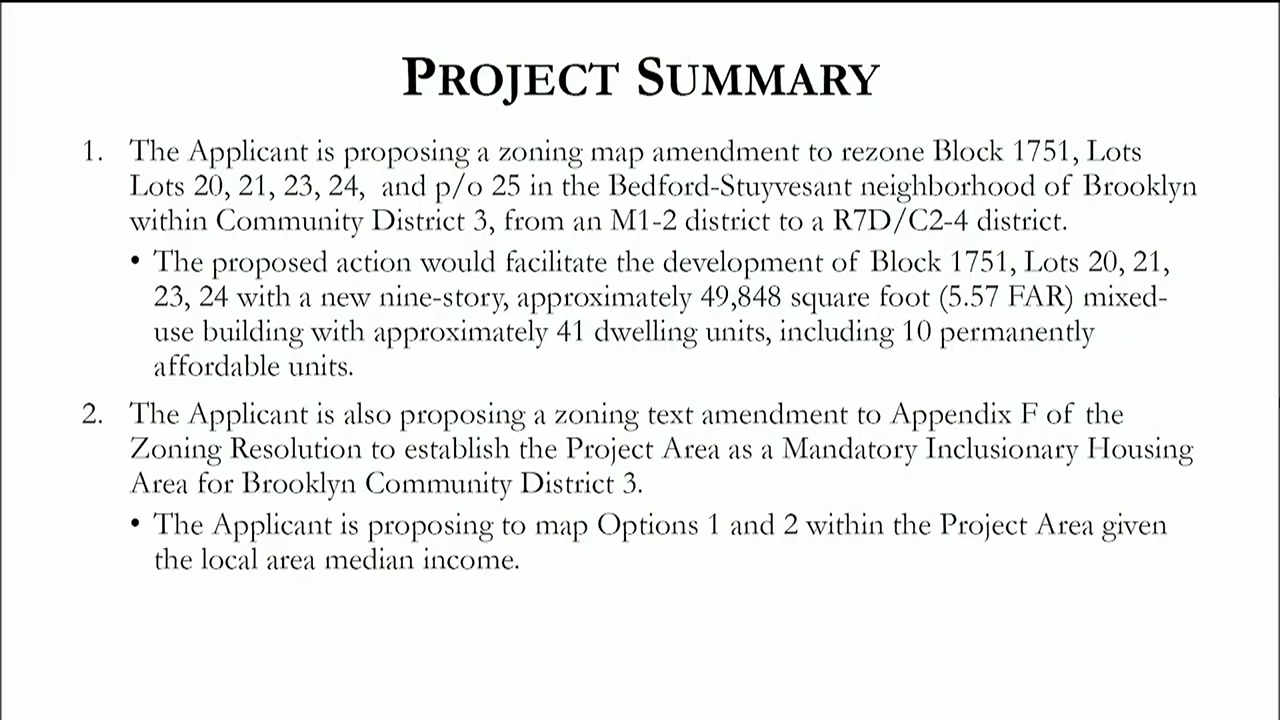 PROJECT SUMMARY
1. The Applicant is proposing a zoning map amendment to rezone Block 1751, Lots
Lots 20, 21, 23, 24, and p/o 25 in the Bedford-Stuyvesant neighborhood of Brooklyn
within Community District 3, from an M1-2 district to a R7D/C2-4 district.
• The proposed action would facilitate the development of Block 1751, Lots 20, 21,
23, 24 with a new nine-story, approximately 49,848 square foot (5.57 FAR) mixed-
use building with approximately 41 dwelling units, including 10 permanently
affordable units.
2. The Applicant is also proposing a zoning text amendment to Appendix F of the
Zoning Resolution to establish the Project Area as a Mandatory Inclusionary Housing
Area for Brooklyn Community District 3.
• The Applicant is proposing to map Options 1 and 2 within the Project Area given
the local area median income.